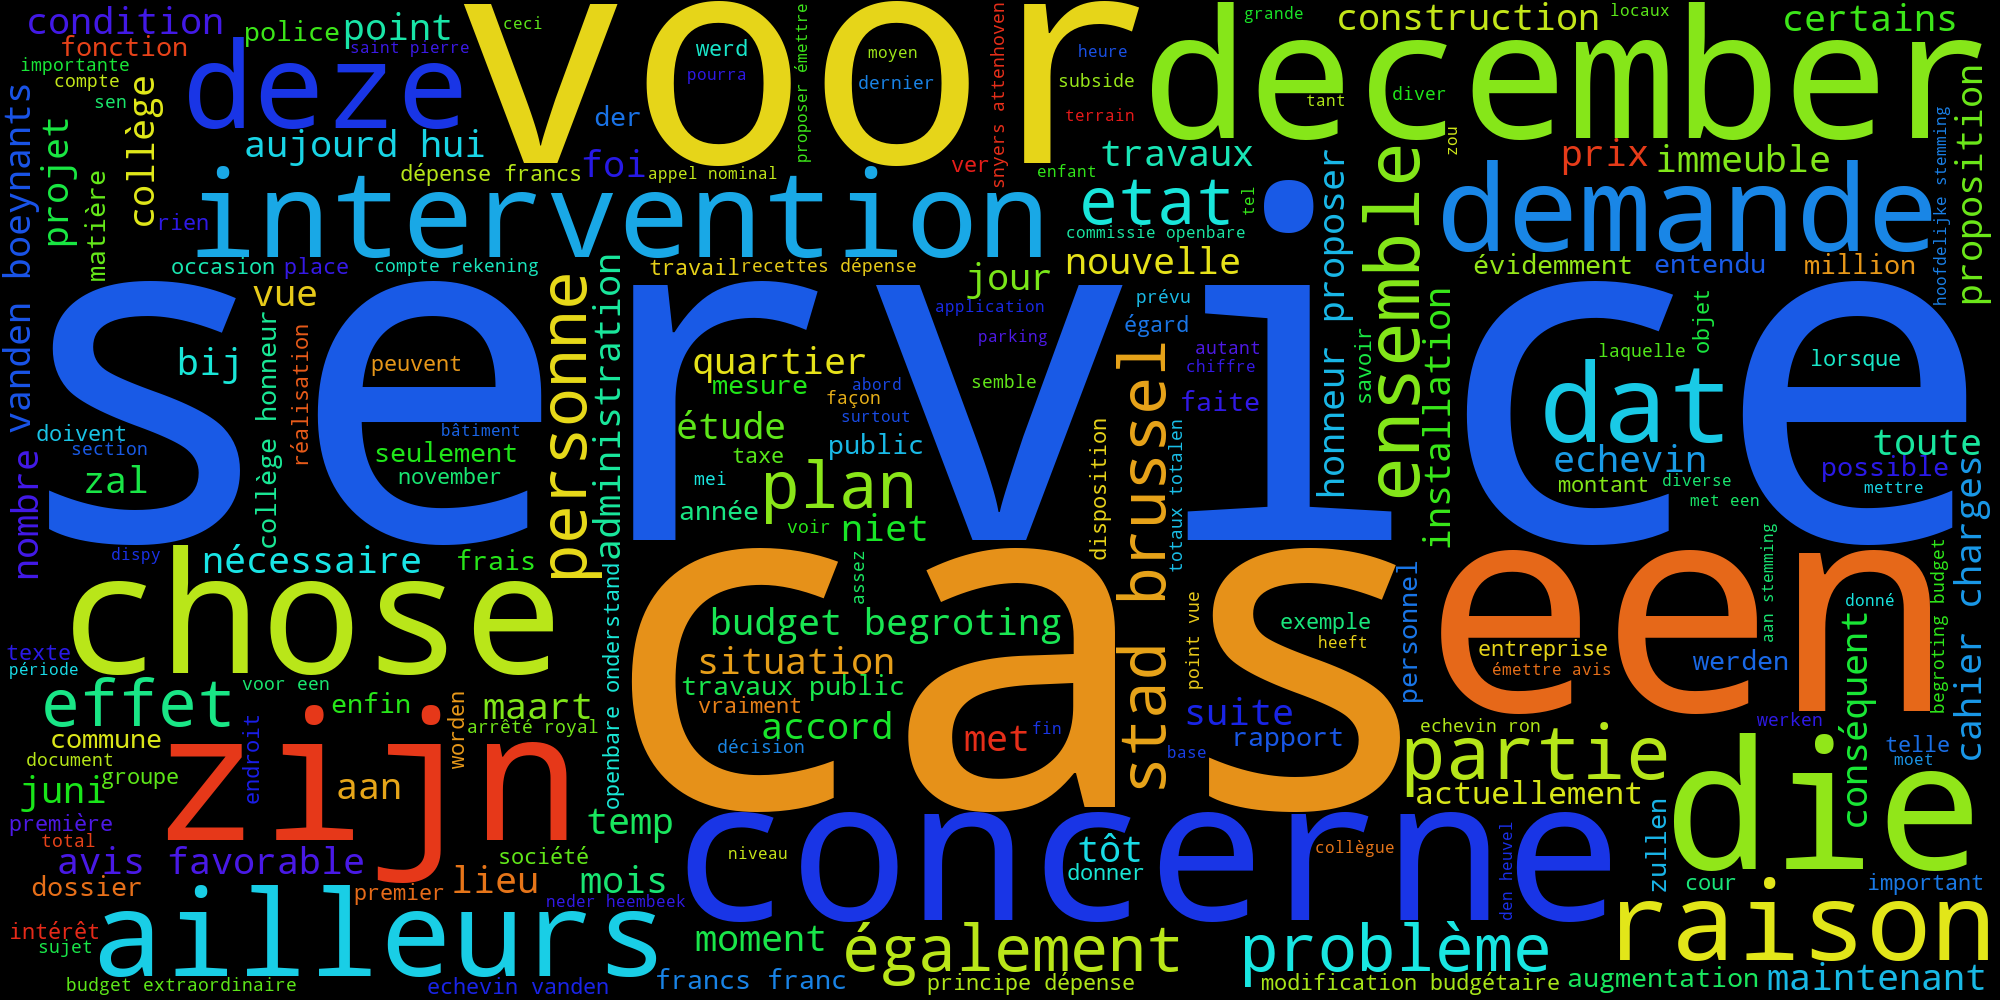 condition
fonction
importante
compte
sen
police
point
saint pierre
ceci
voor
werd
pourra
proposer émettre
moyen
dernier
snyers attenhoven
grande
heure
subside
terrain
construction
locaux
certains
december
tant
diver
zou
deze
der
collège
projet
vanden boeynants
matière
rien
aujourd hui
dépense francs
foi
appel nominal
ver
enfant
travaux
prix
immeuble
proposition
hoofdelijke stemming
intervention
etat
tel
commissie openbare
honneur proposer
ensemble
demande
occasion
place
compte rekening
travail
recettes dépense
jour
nouvelle
évidemment
entendu
million
vue
personne
administration
application
prévu
égard
parking
installation
savoir
objet
service
bij
collège honneur
réalisation
peuvent
quartier
mesure
abord
façon
surtout
semble
autant
chiffre
faite
stad brussel
laquelle
lorsque
dat
doivent
section
zal
bâtiment
seulement
november
étude
taxe
public
mei
plan
année
voir
niet
disposition
totaux totalen
echevin
montant
diverse
met een
toute
possible
mettre
nombre
dispy
nécessaire
frais
openbare onderstand
assez
cas
een
personnel
aan stemming
donné
begroting budget
cahier charges
chose
texte
période
budget begroting
situation
travaux public
vraiment
accord
décision
met
fin
point vue
exemple
heeft
entreprise
émettre avis
werden
conséquent
effet
voor een
enfin
maart
arrêté royal
suite
rapport
base
echevin ron
werken
telle
moet
commune
document
groupe
juni
endroit
zijn
worden
aan
partie
actuellement
die
première
total
temp
concerne
tôt
donner
niveau
collègue
den heuvel
zullen
avis favorable
société
dossier
premier
lieu
mois
neder heembeek
cour
important
intérêt
sujet
ailleurs
moment
également
problème
raison
budget extraordinaire
echevin vanden
francs franc
principe dépense
modification budgétaire
augmentation
maintenant